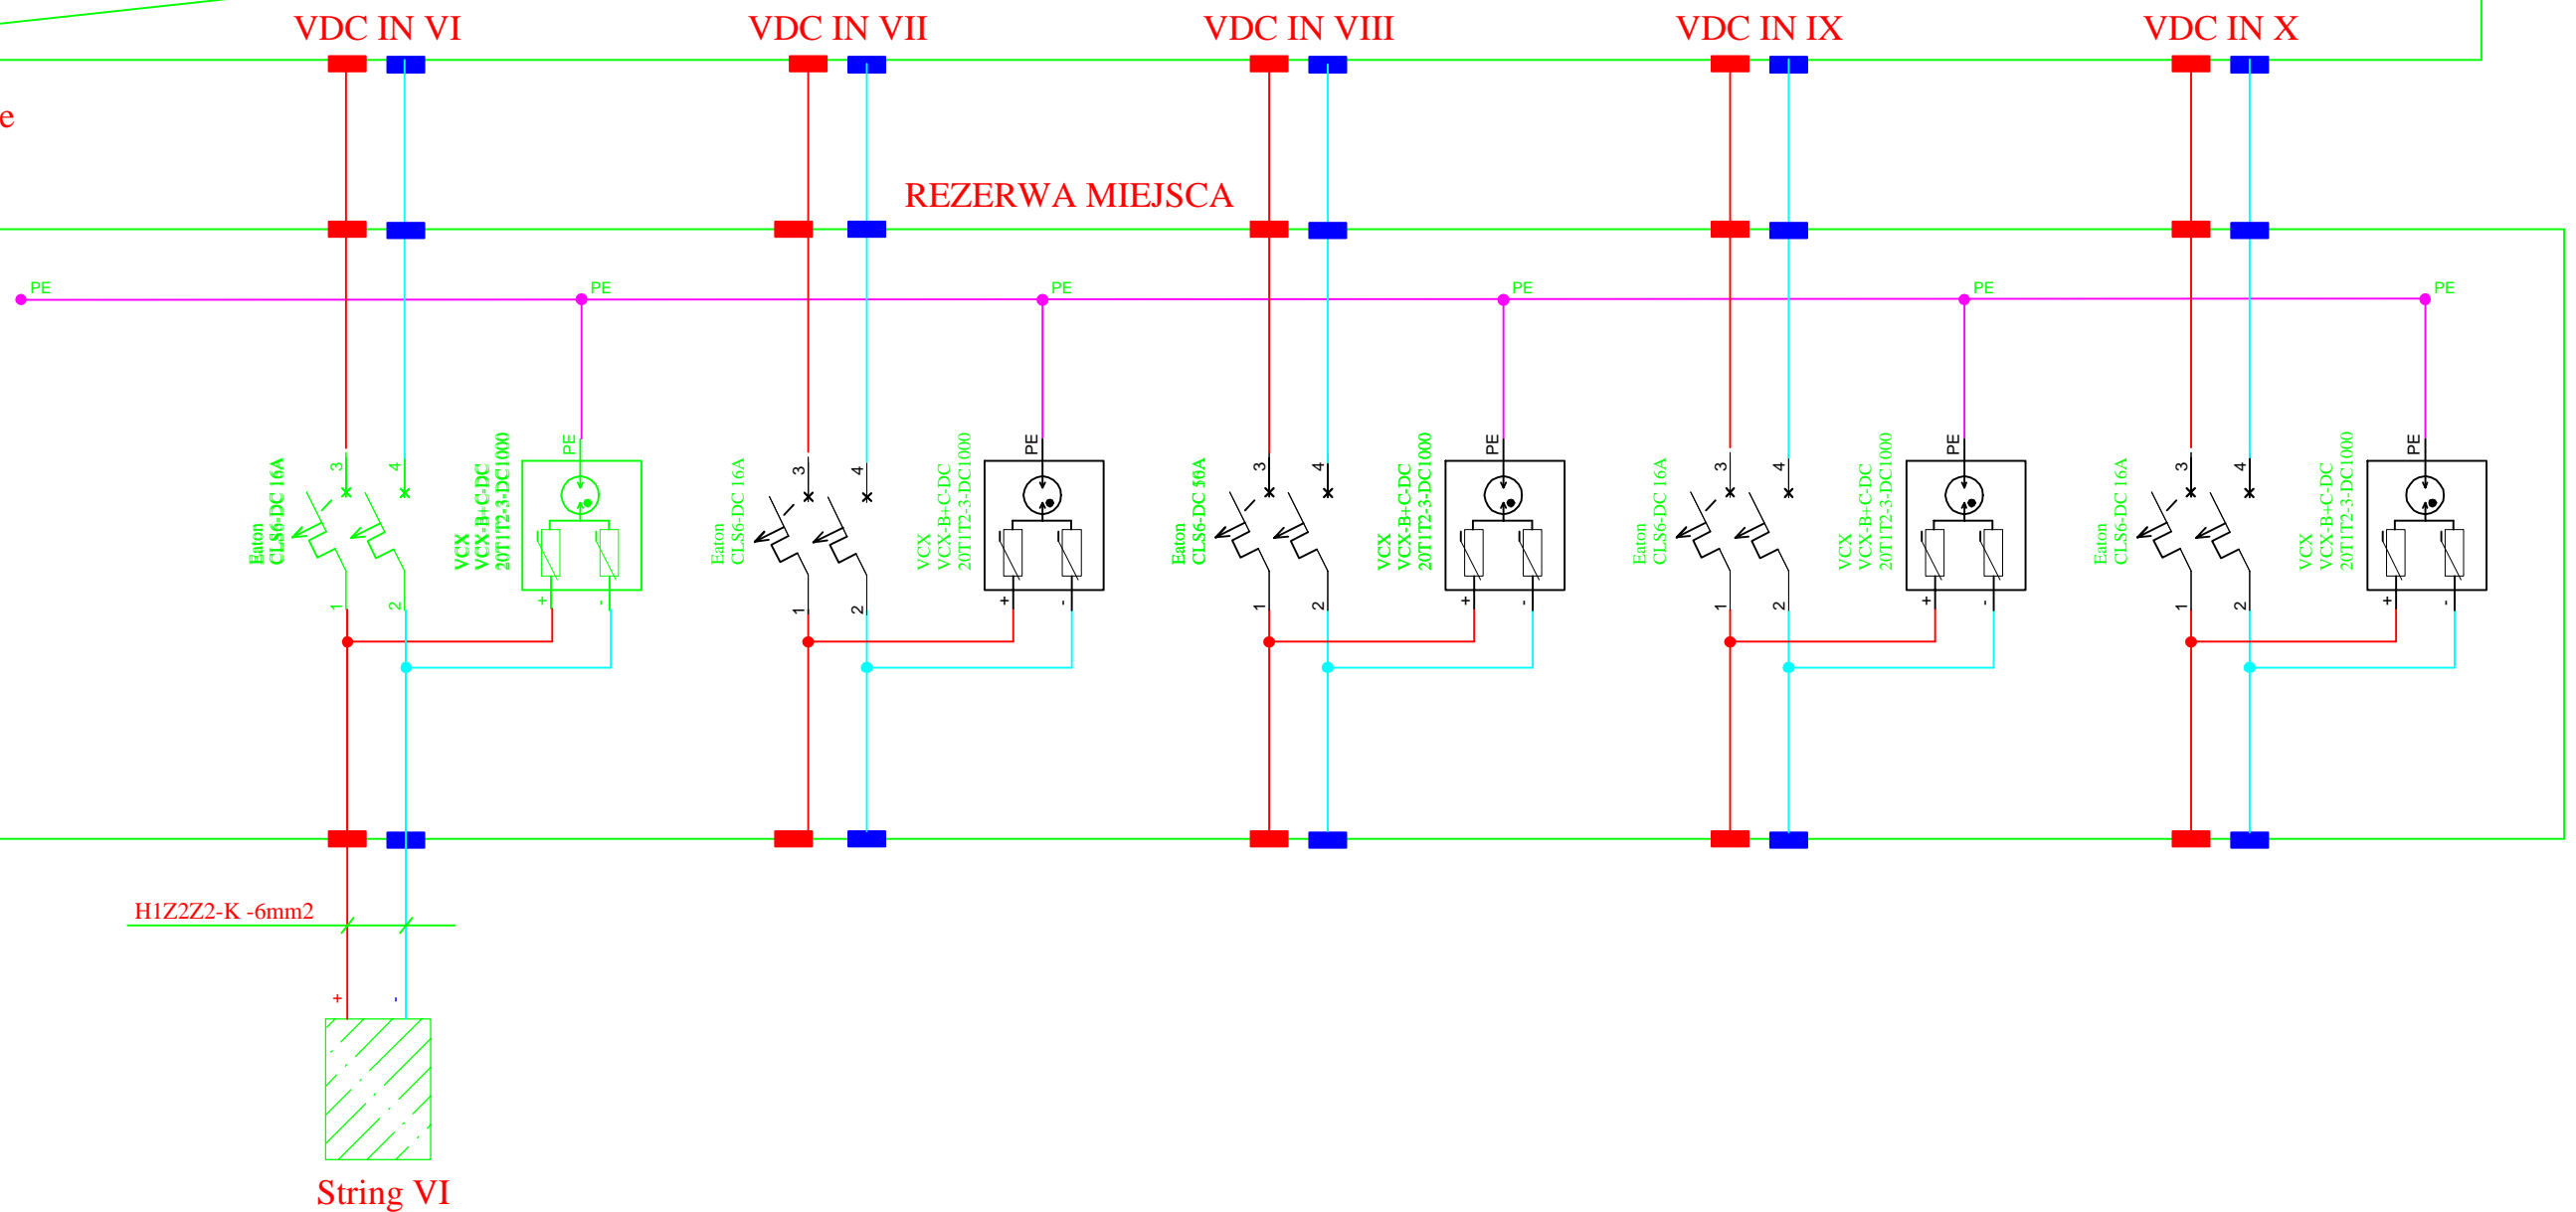 VDC IN VI
VDC IN VII
VDC IN VIII
VDC IN IX
VDC IN X
e
REZERWA MIEJSCA
PE
PE
PE
PE
PE
PE
Eaton
CLS6-DC 16A
3
4
1
2
VCX
VCX-B+C-DC
20T1T2-3-DC1000
PE
+
-
Eaton
CLS6-DC 16A
3
4
1
2
VCX
VCX-B+C-DC
20T1T2-3-DC1000
PE
+
-
Eaton
CLS6-DC
3
4
1
2
VCX
VCX-B+C-DC
20T1T2-3-DC1000
PE
+
-
Eaton
CLS6-DC 16A
3
4
1
2
VCX
VCX-B+C-DC
20T1T2-3-DC1000
PE
+
-
Eaton
CLS6-DC 16A
3
4
1
2
VCX
VCX-B+C-DC
20T1T2-3-DC1000
PE
+
-
H1Z2Z2-K -6mm2
+
-
String VI